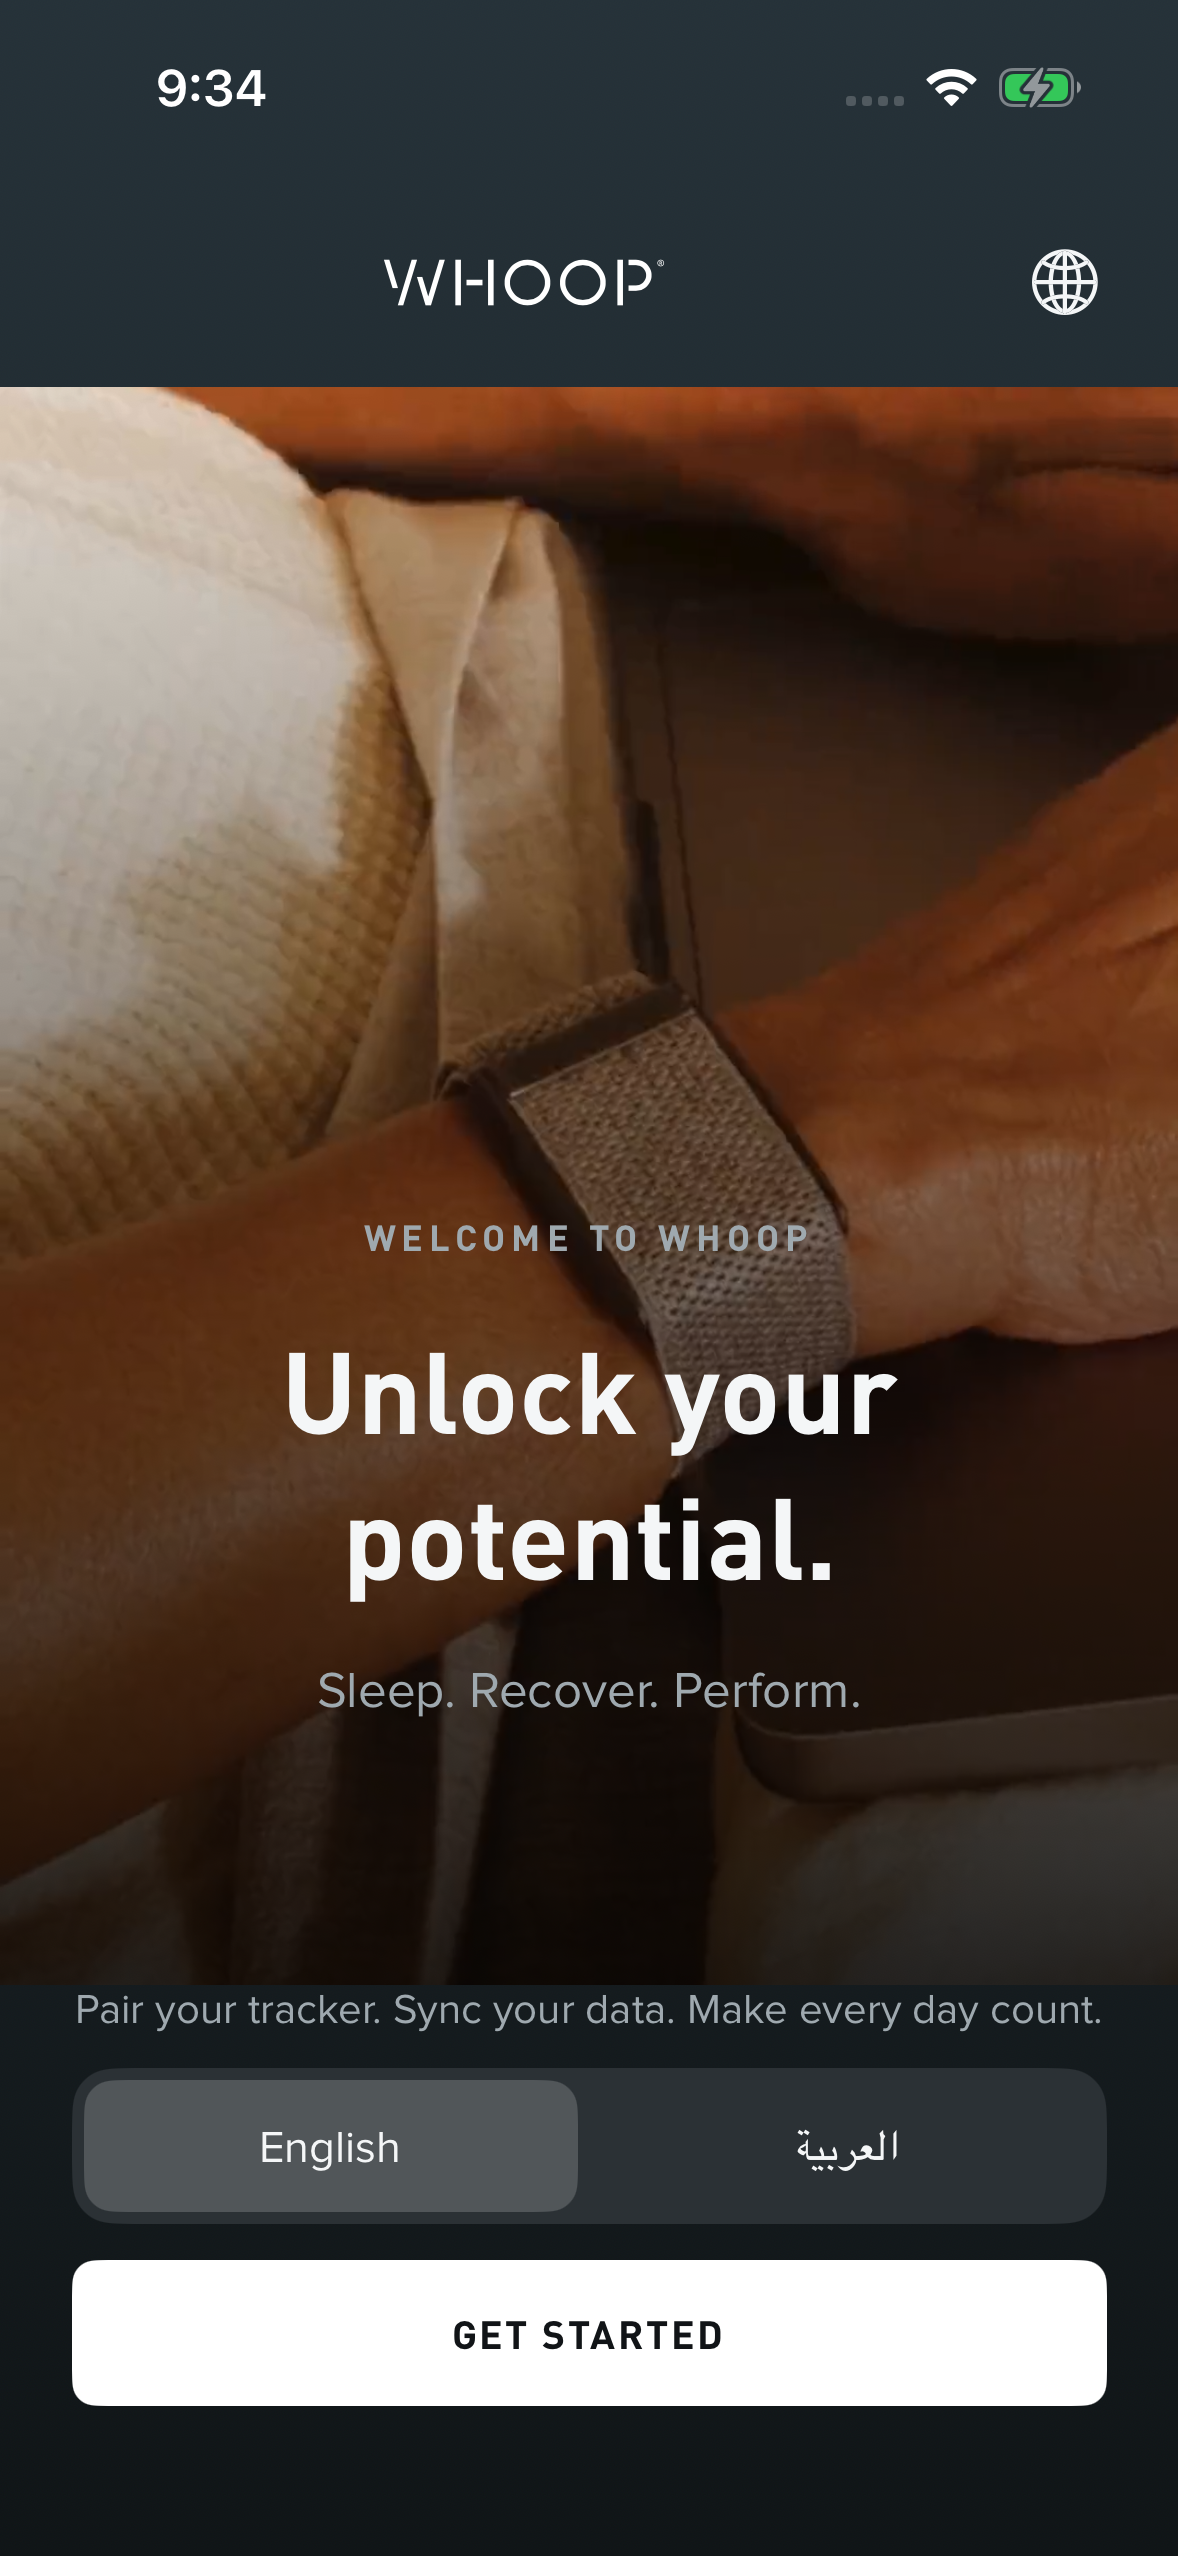 9:34
WHOOP®
WELCOME TO WHOOP
Unlock your
potential.
Sleep. Recover. Perform.
Pair your tracker. Sync your data. Make every day count.
English
العربية
GET STARTED